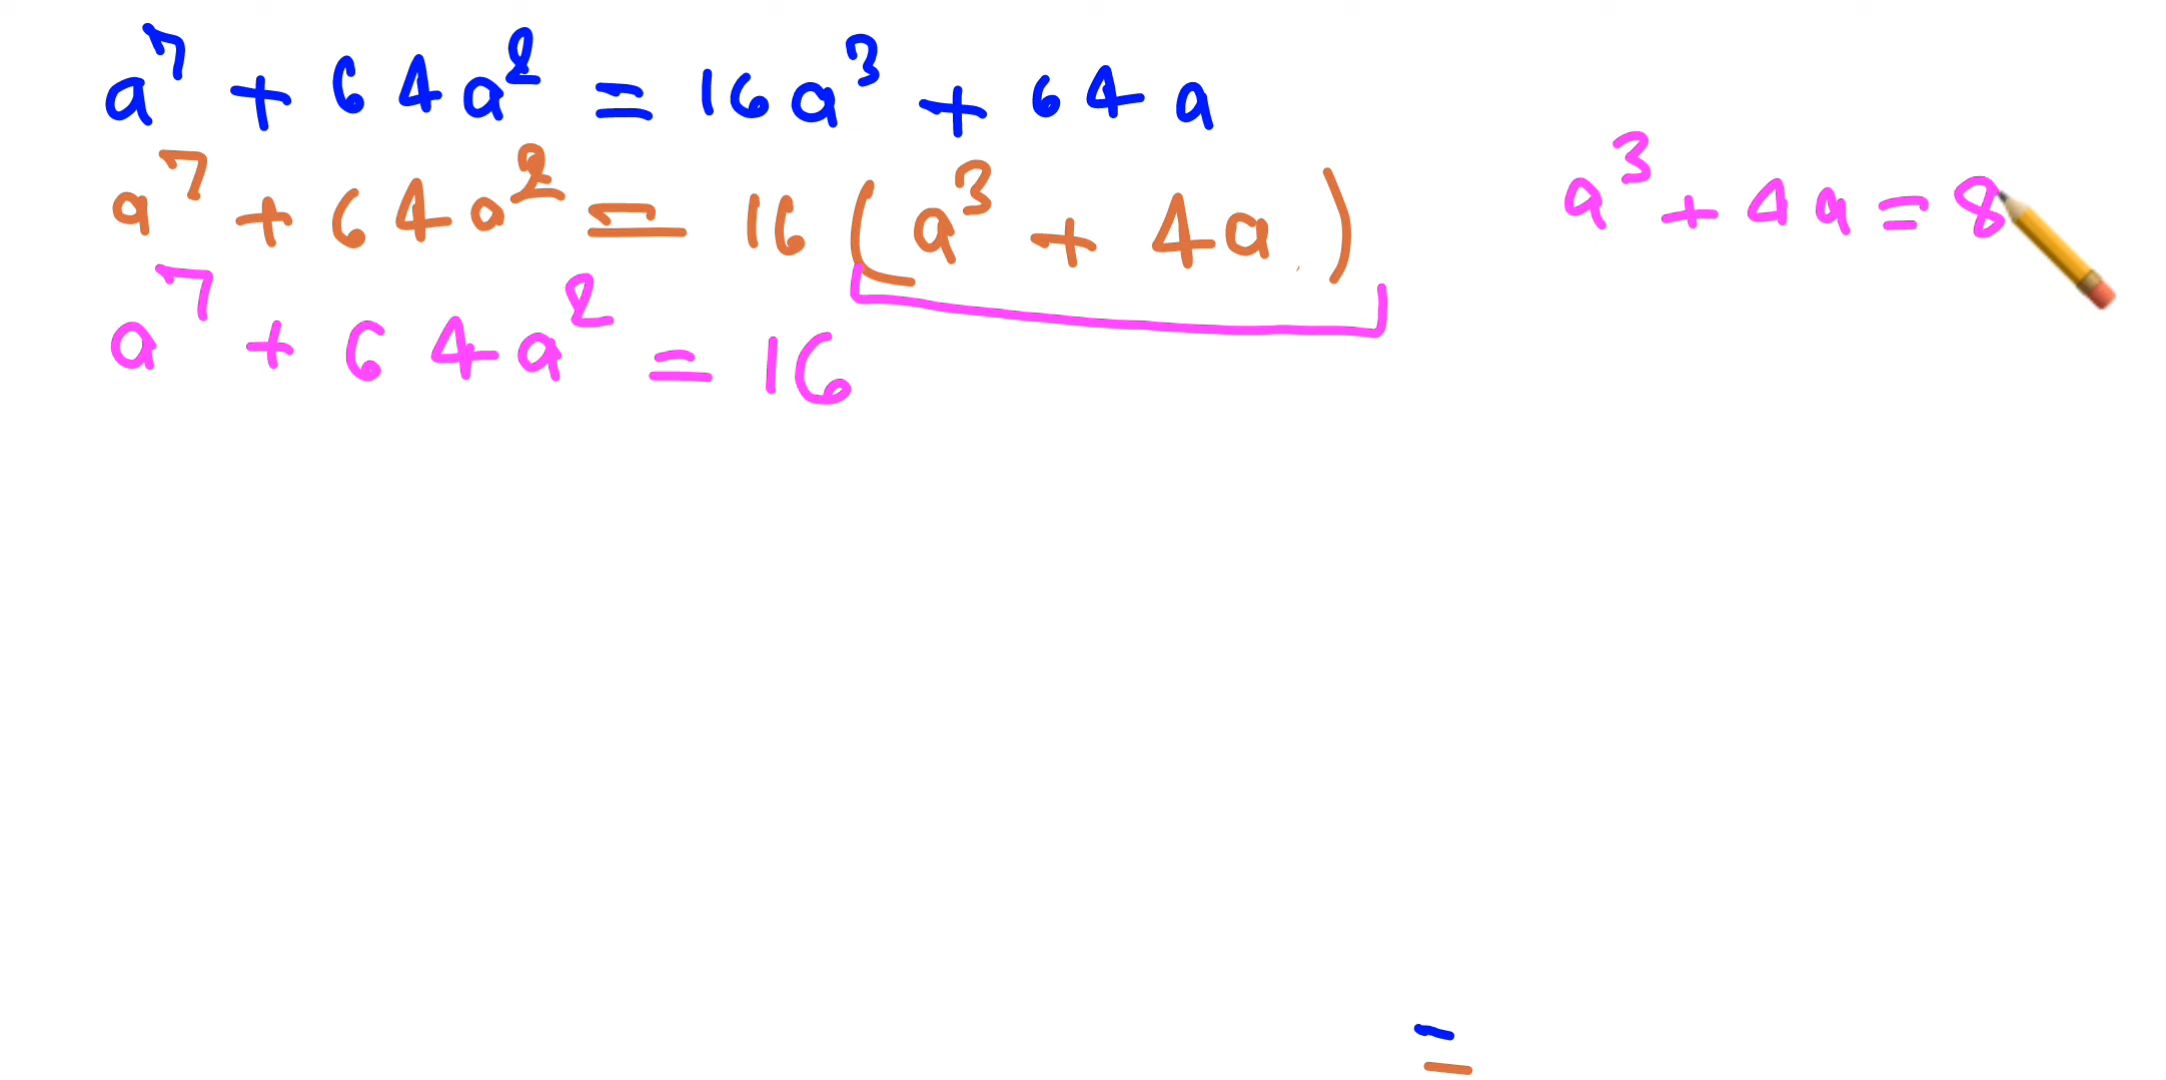 a⁷ + 64a² = 16a³ + 64a
a⁷ + 64a² = 16(a³ + 4a)
a³ + 4a = 8
a⁷ + 64a² = 16
=